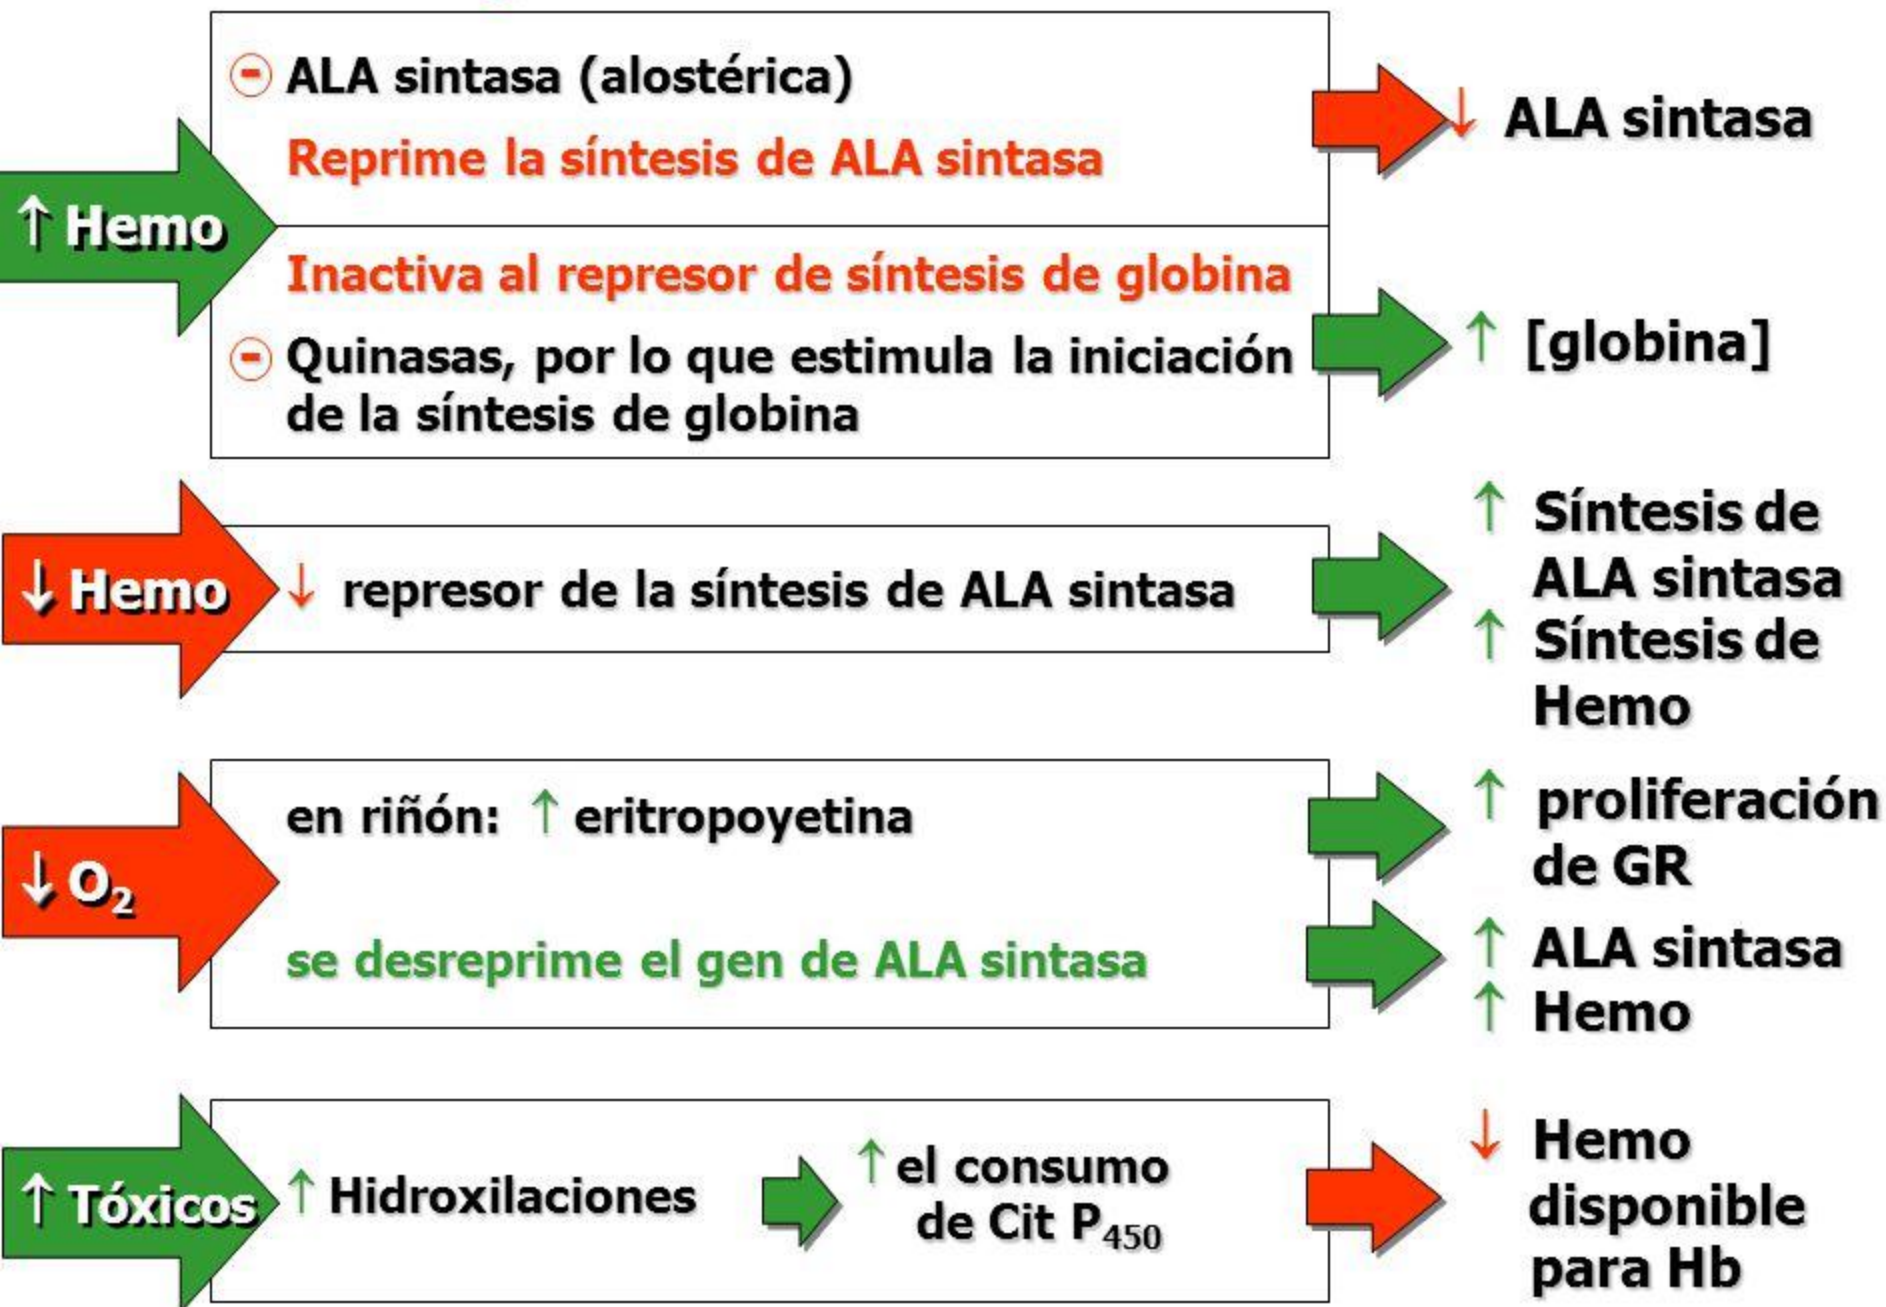 ↑ Hemo
⊖ ALA sintasa (alostérica)
Reprime la síntesis de ALA sintasa
↓ ALA sintasa
Inactiva al represor de síntesis de globina
⊖ Quinasas, por lo que estimula la iniciación
de la síntesis de globina
↑ [globina]
↓ Hemo
↓ represor de la síntesis de ALA sintasa
↑ Síntesis de
ALA sintasa
↑ Síntesis de
Hemo
↓ O₂
en riñón: ↑ eritropoyetina
↑ proliferación
de GR
se desreprime el gen de ALA sintasa
↑ ALA sintasa
↑ Hemo
↑ Tóxicos
↑ Hidroxilaciones
↑ el consumo
de Cit P₄₅₀
↓ Hemo
disponible
para Hb